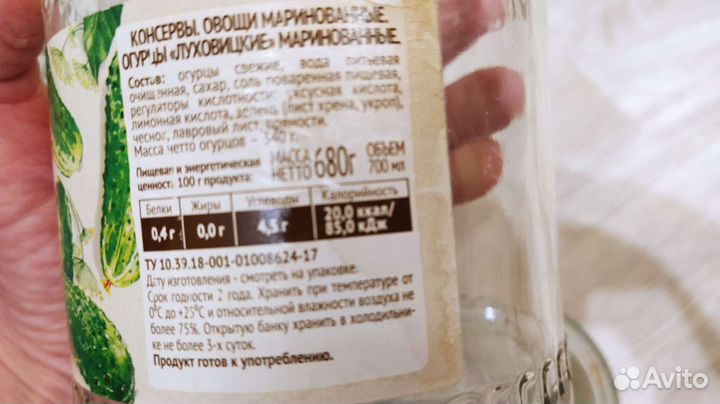 КОНСЕРВЫ. ОВОЩИ МАРИНОВАННЫЕ.
ОГУРЦЫ «ЛУХОВИЦКИЕ» МАРИНОВАННЫЕ
Состав: огурцы свежие, вода питьевая
очищенная, сахар, соль поваренная пищевая,
регуляторы кислотности: уксусная кислота,
лимонная кислота, зелень (лист хрена, укроп),
чеснок, лавровый лист, пряности.
Масса нетто огурцов - 340 г
Пищевая и энергетическая
ценность 100 г продукта:
МАССА НЕТТО 680г
ОБЪЕМ 700 мл
Белки Жиры Углеводы Калорийность
0,4 г 0,0 г 4,5 г 20,0 ккал/
85,0 кДж
ТУ 10.39.18-001-01008624-17
Дату изготовления - смотреть на упаковке.
Срок годности 2 года. Хранить при температуре от
0°С до +25°С и относительной влажности воздуха не
более 75%. Открытую банку хранить в холодильни-
ке не более 3-х суток.
Продукт готов к употреблению.
Avito